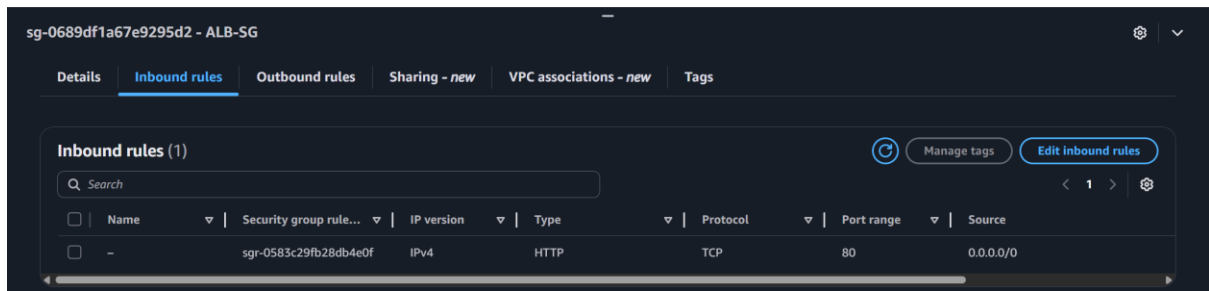 sg-0689df1a67e9295d2 - ALB-SG
Details Inbound rules Outbound rules Sharing - new VPC associations - new Tags
Inbound rules (1) Manage tags Edit inbound rules
Search 1
Name Security group rule... IP version Type Protocol Port range Source
– sgr-0583c29fb28db4e0f IPv4 HTTP TCP 80 0.0.0.0/0